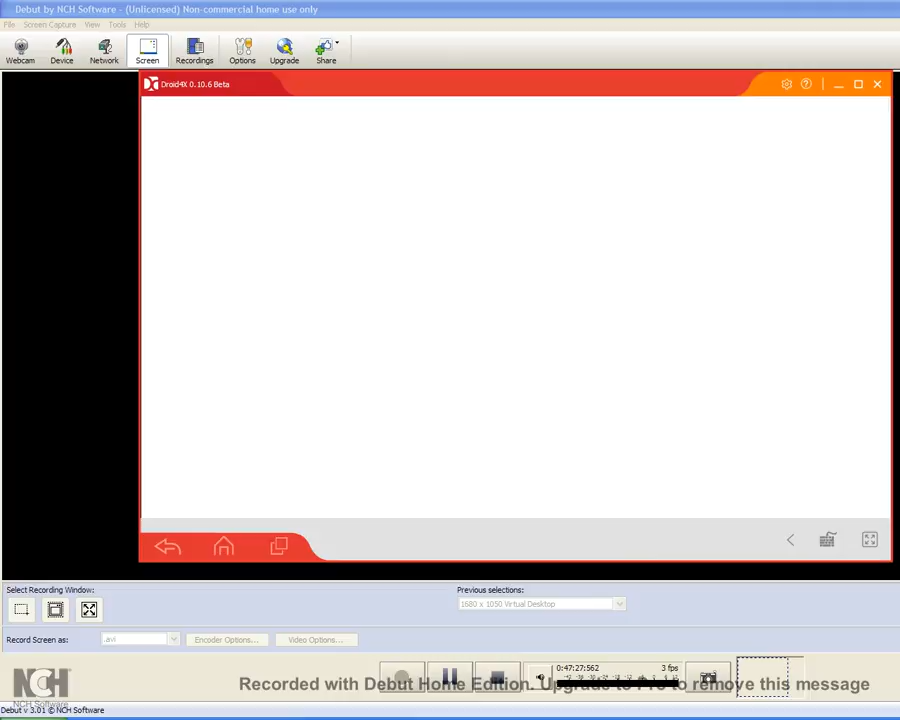 Debut by NCH Software - (Unlicensed) Non-commercial home use only
File Screen Capture View Tools Help
Webcam Device Network Screen Recordings Options Upgrade Share
Droid4X 0.10.6 Beta
Select Recording Window:
Previous selections:
1680 x 1050 Virtual Desktop
Record Screen as: .avi Encoder Options... Video Options...
0:47:27:562 3 fps
NCH
Recorded with Debut Home Edition. Upgrade to Pro to remove this message
NCH Software
Debut v 3.01 © NCH Software